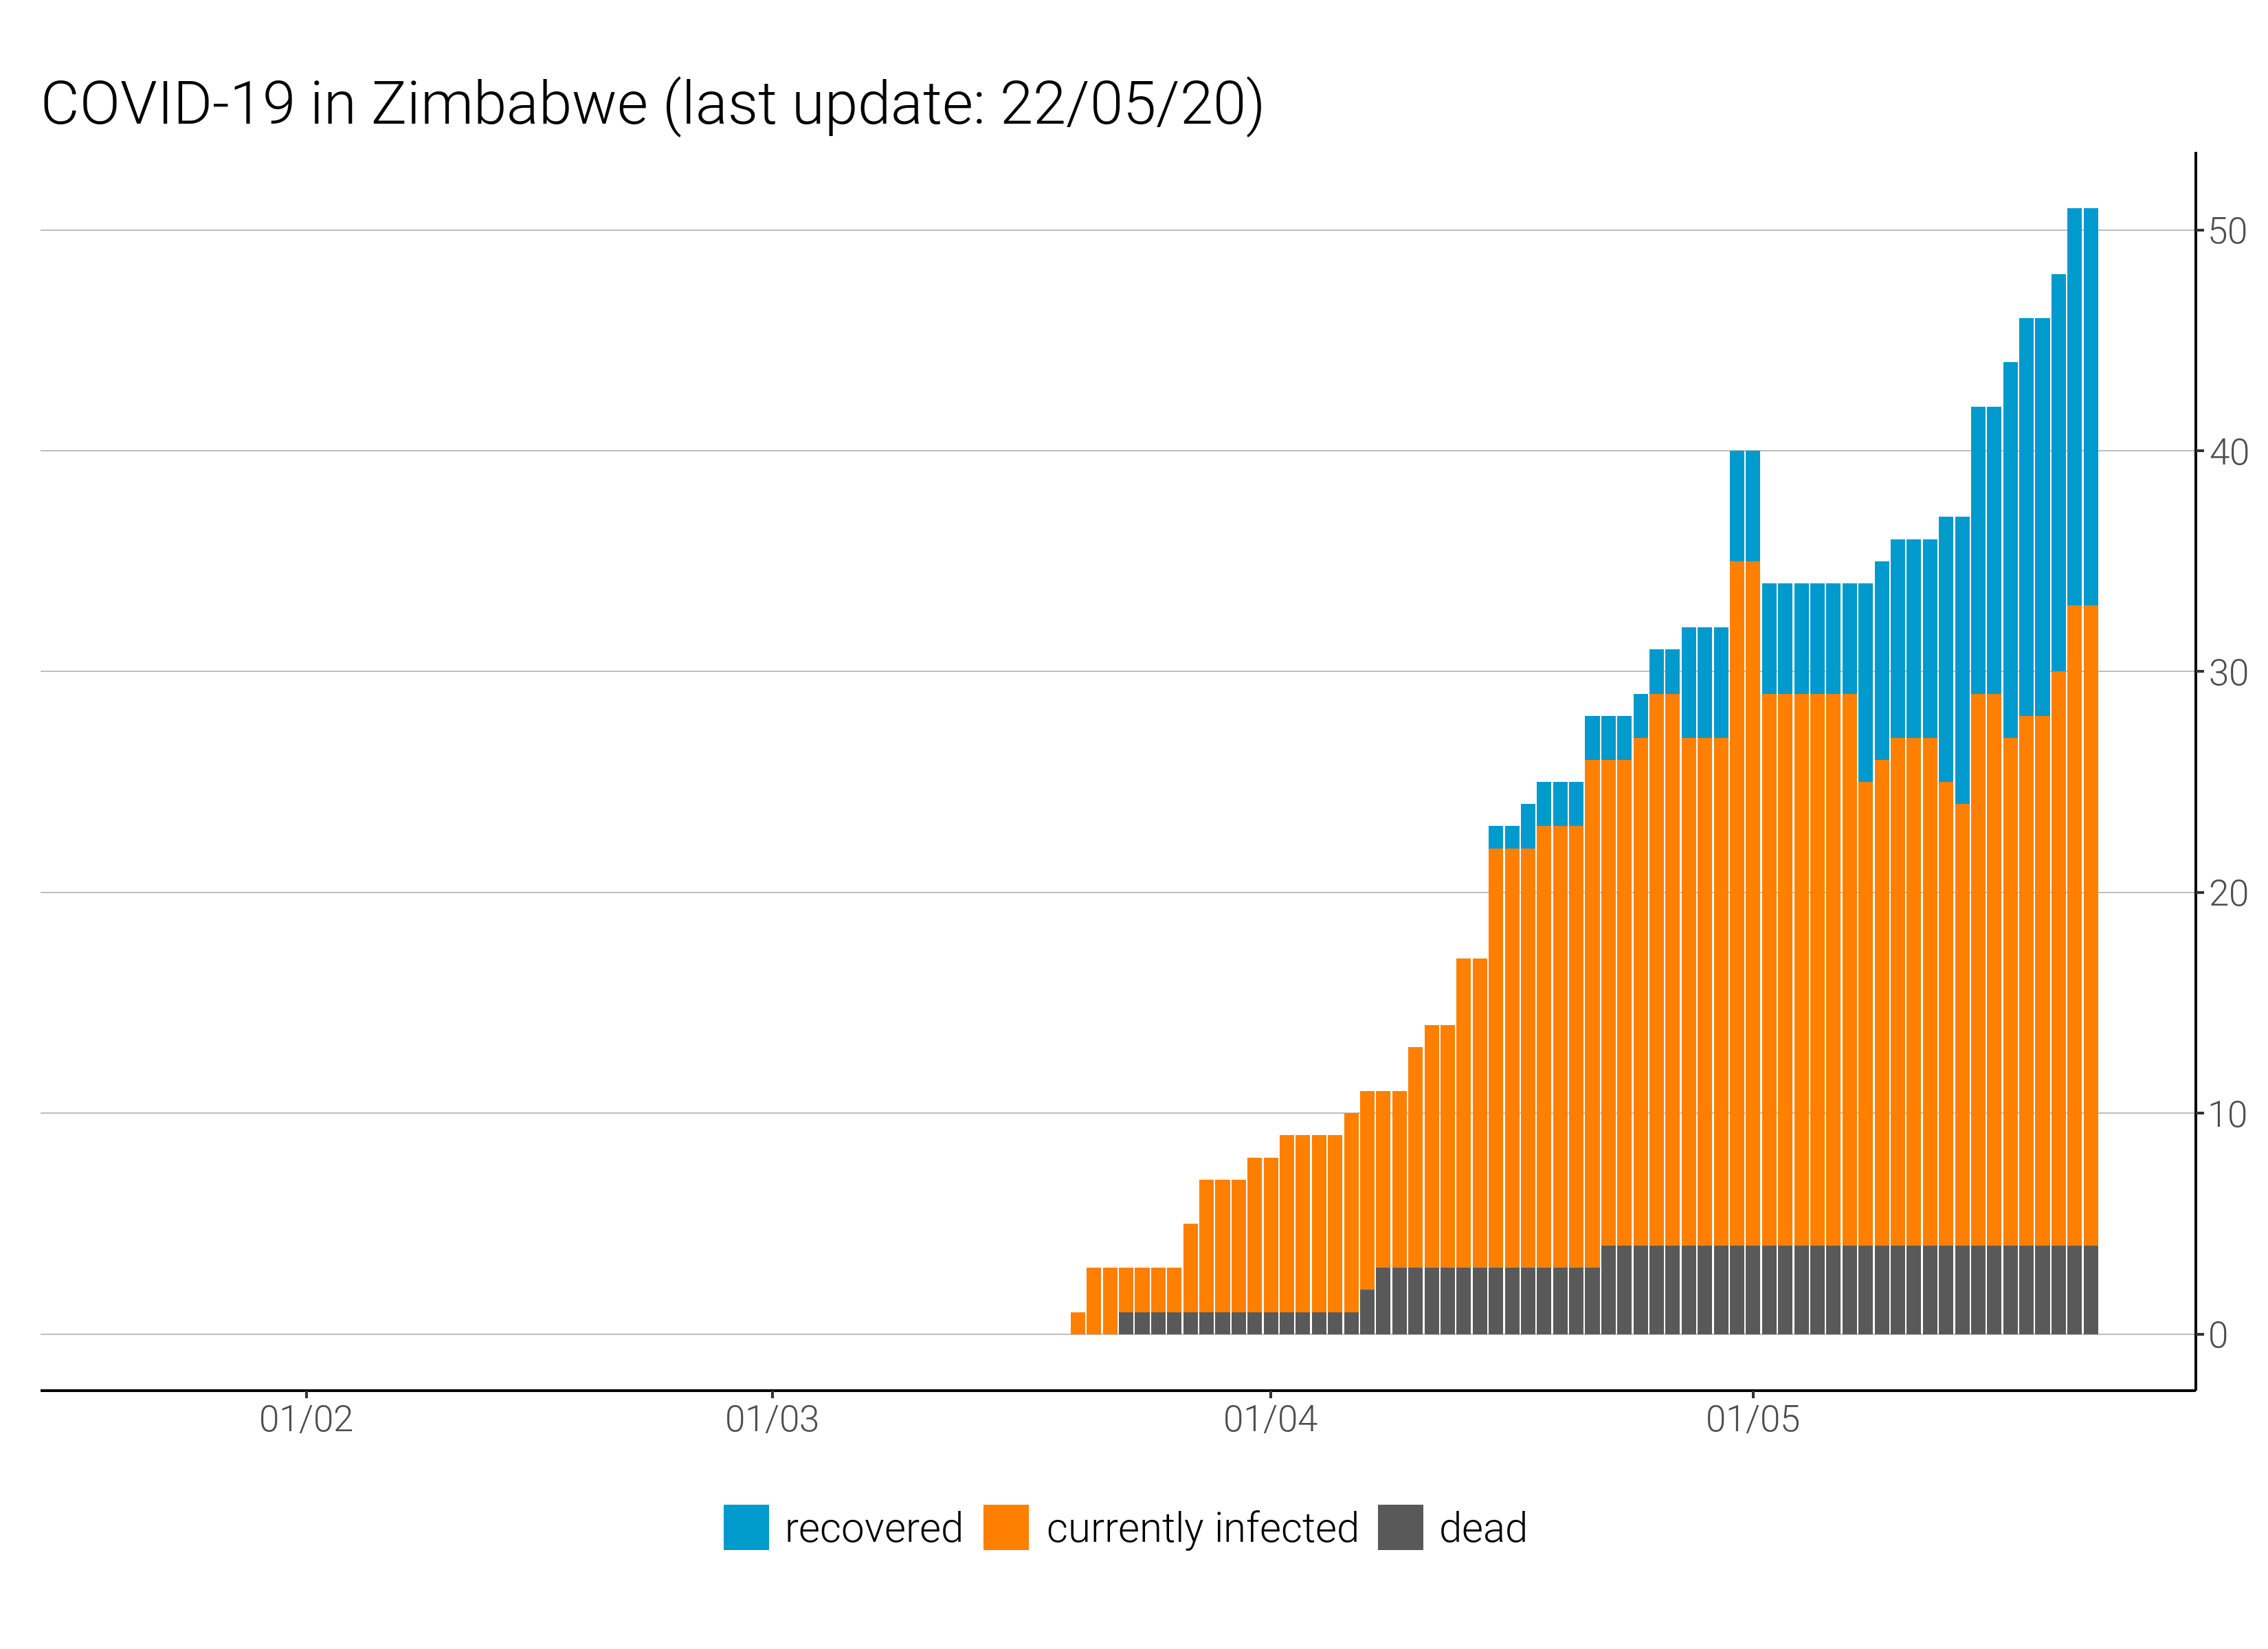 COVID-19 in Zimbabwe (last update: 22/05/20)
50
40
30
20
10
0
01/02 01/03 01/04 01/05
recovered currently infected dead